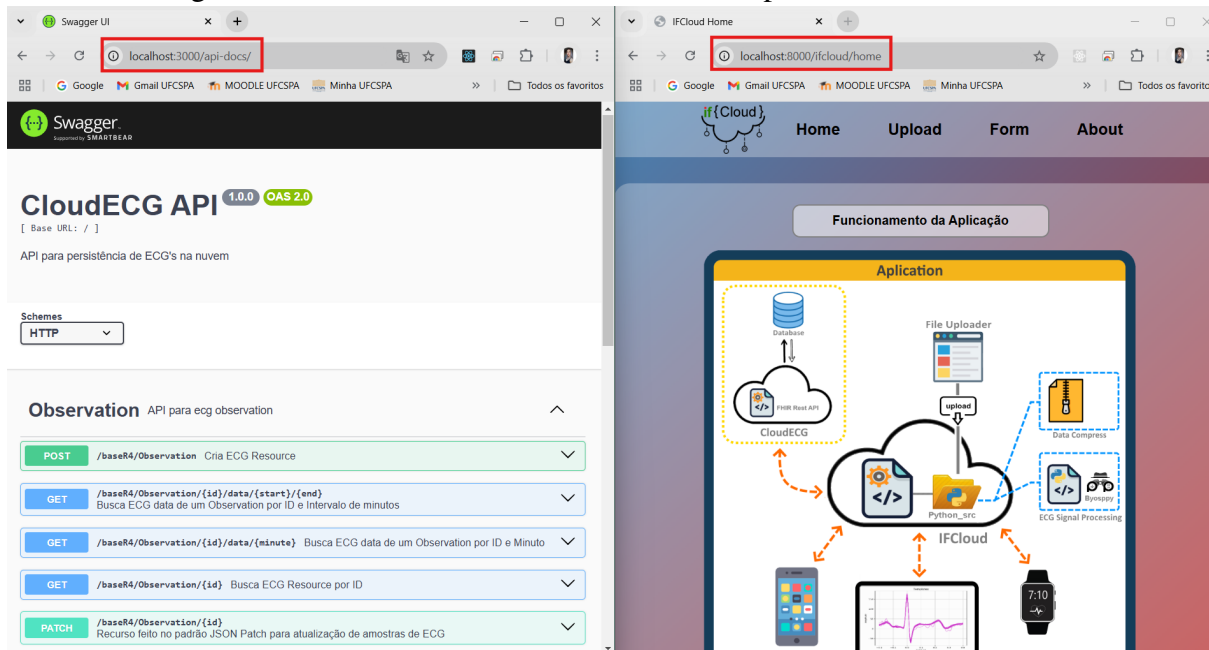 Swagger UI
localhost:3000/api-docs/
Google
Gmail UFCSPA
MOODLE UFCSPA
Minha UFCSPA
»
Todos os favoritos
Swagger
Supported by SMARTBEAR
CloudECG API 1.0.0 OAS 2.0
[ Base URL: / ]
API para persistência de ECG's na nuvem
Schemes
HTTP
Observation API para ecg observation
POST /baseR4/Observation Cria ECG Resource
GET /baseR4/Observation/{id}/data/{start}/{end}
Busca ECG data de um Observation por ID e Intervalo de minutos
GET /baseR4/Observation/{id}/data/{minute} Busca ECG data de um Observation por ID e Minuto
GET /baseR4/Observation/{id} Busca ECG Resource por ID
PATCH /baseR4/Observation/{id}
Recurso feito no padrão JSON Patch para atualização de amostras de ECG
IFCloud Home
localhost:8000/ifcloud/home
Google
Gmail UFCSPA
MOODLE UFCSPA
Minha UFCSPA
»
Todos os favorito
if{Cloud}
Home
Upload
Form
About
Funcionamento da Aplicação
Aplication
Database
File Uploader
FHIR Rest API
upload
CloudECG
Data Compress
Python_src
Byosppy
ECG Signal Processing
IFCloud
7:10